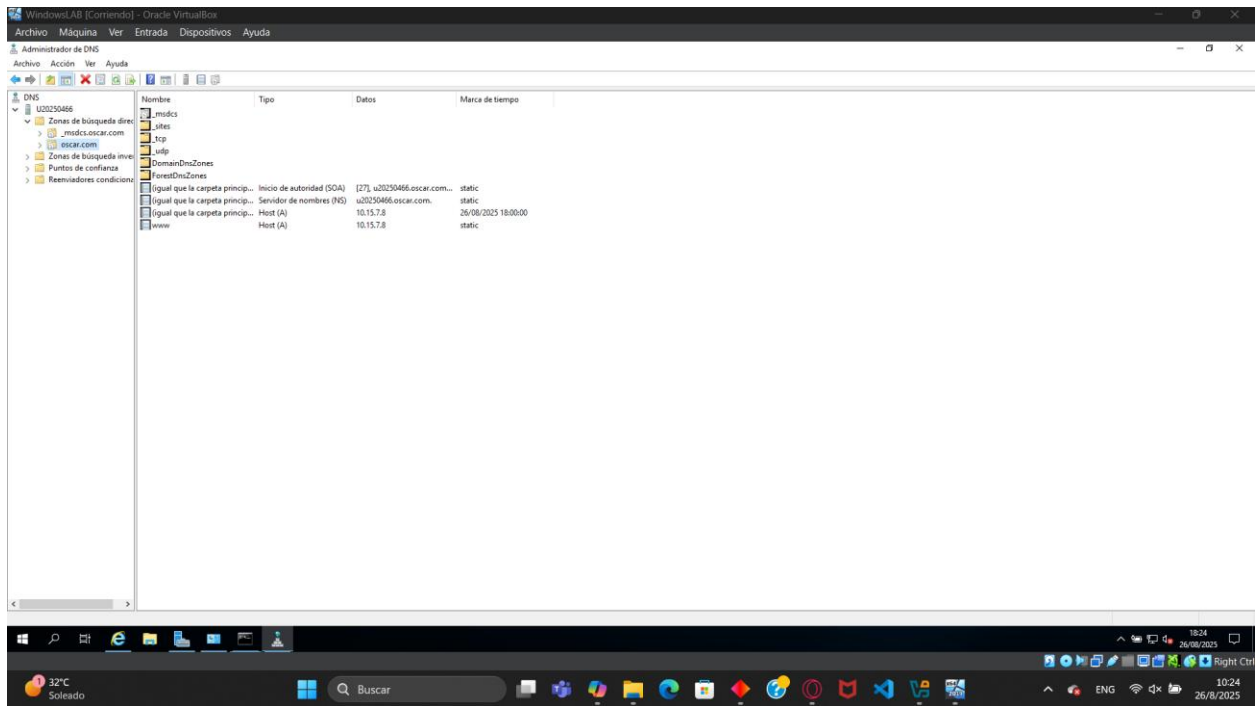 WindowsLAB [Corriendo] - Oracle VirtualBox
Archivo Máquina Ver Entrada Dispositivos Ayuda
Administrador de DNS
Archivo Acción Ver Ayuda
DNS
U20250466
Zonas de búsqueda direc
_msdcs.oscar.com
oscar.com
Zonas de búsqueda inve
Puntos de confianza
Reenviadores condiciona
Nombre Tipo Datos Marca de tiempo
_msdcs
_sites
_tcp
_udp
DomainDnsZones
ForestDnsZones
(igual que la carpeta princip... Inicio de autoridad (SOA) [27], u20250466.oscar.com... static
(igual que la carpeta princip... Servidor de nombres (NS) u20250466.oscar.com. static
(igual que la carpeta princip... Host (A) 10.15.7.8 26/08/2025 18:00:00
www Host (A) 10.15.7.8 static
18:24
26/08/2025
Right Ctrl
1
32°C
Soleado
Buscar
ENG
10:24
26/8/2025